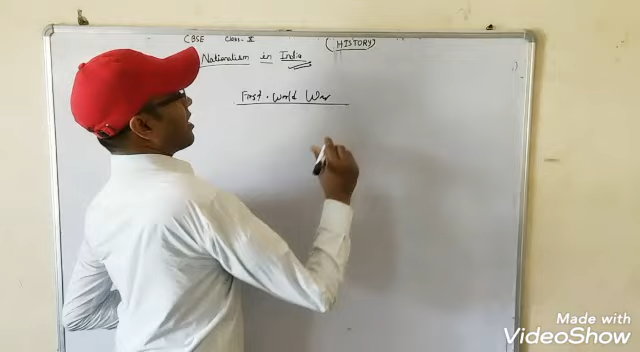 CBSE Class-X (HISTORY)
Nationalism in India
First. World War
Made with
VideoShow